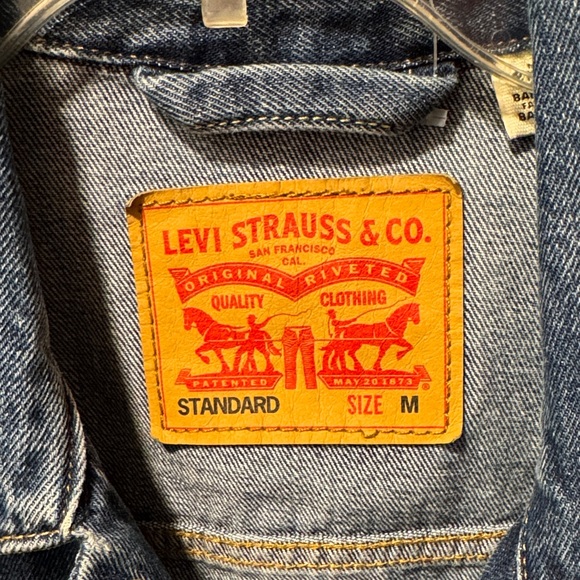 LEVI STRAUSS & CO.
SAN FRANCISCO
CAL.
ORIGINAL RIVETED
QUALITY CLOTHING
PATENTED MAY 20 1873 ®
STANDARD SIZE M